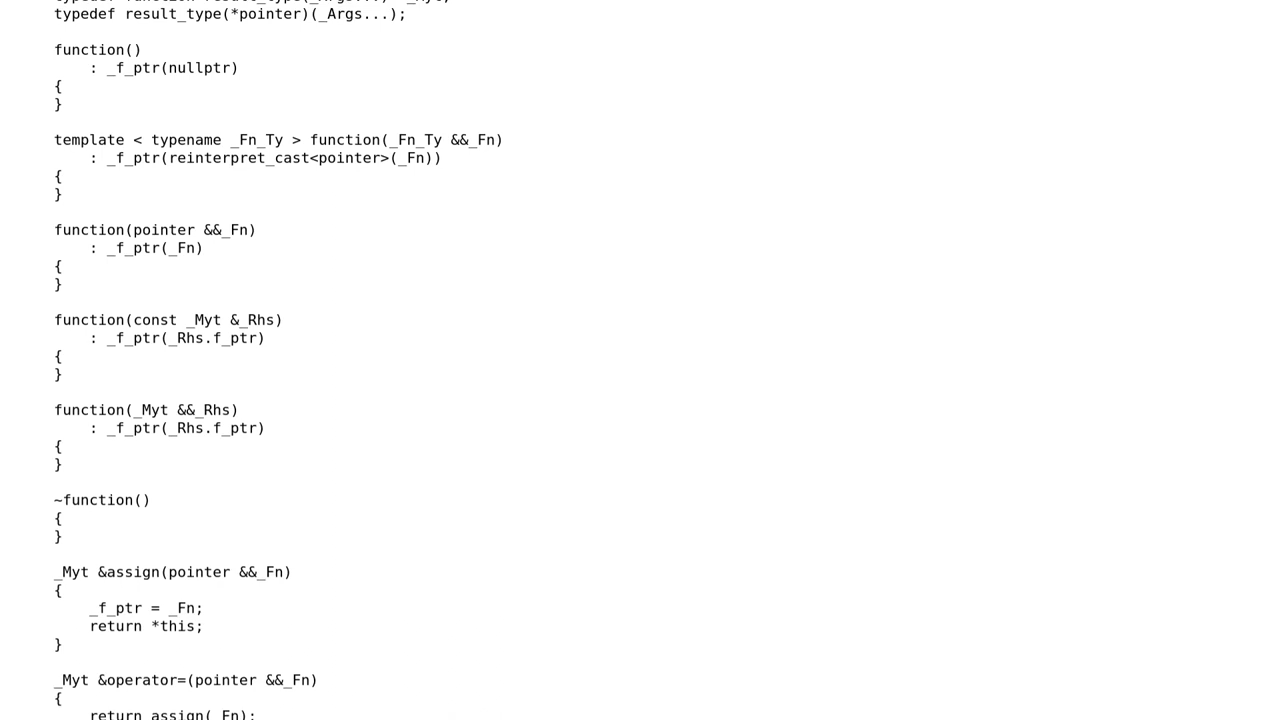 typedef result_type(*pointer)(_Args...);
function()
: _f_ptr(nullptr)
{
}
template < typename _Fn_Ty > function(_Fn_Ty &&_Fn)
: _f_ptr(reinterpret_cast<pointer>(_Fn))
{
}
function(pointer &&_Fn)
: _f_ptr(_Fn)
{
}
function(const _Myt &_Rhs)
: _f_ptr(_Rhs.f_ptr)
{
}
function(_Myt &&_Rhs)
: _f_ptr(_Rhs.f_ptr)
{
}
~function()
{
}
_Myt &assign(pointer &&_Fn)
{
_f_ptr = _Fn;
return *this;
}
_Myt &operator=(pointer &&_Fn)
{
return assign(_Fn);